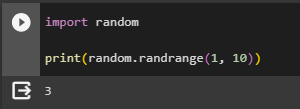 import random
print(random.randrange(1, 10))
3